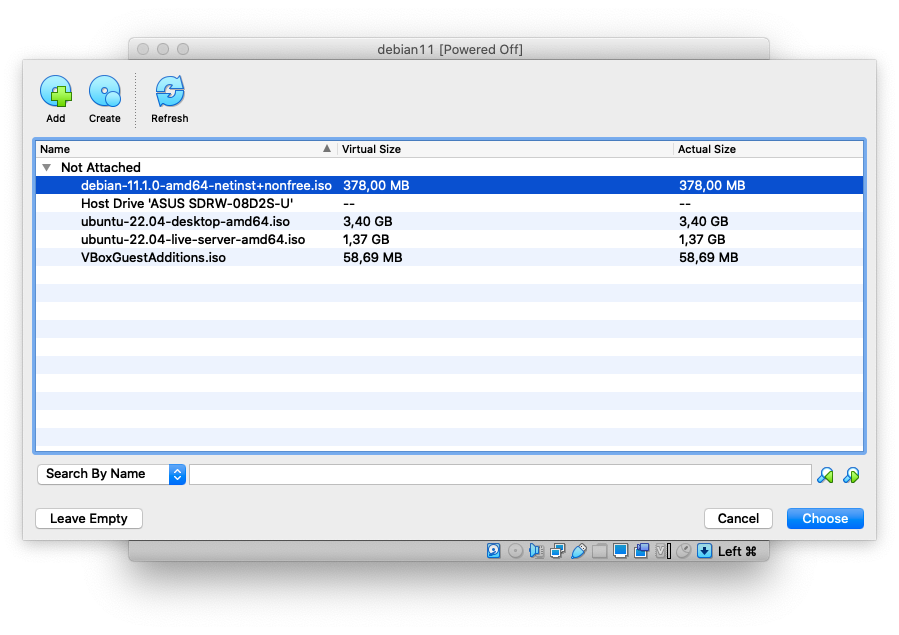 debian11 [Powered Off]
Add Create Refresh
Name Virtual Size Actual Size
Not Attached
debian-11.1.0-amd64-netinst+nonfree.iso 378,00 MB 378,00 MB
Host Drive 'ASUS SDRW-08D2S-U' -- --
ubuntu-22.04-desktop-amd64.iso 3,40 GB 3,40 GB
ubuntu-22.04-live-server-amd64.iso 1,37 GB 1,37 GB
VBoxGuestAdditions.iso 58,69 MB 58,69 MB
Search By Name
Leave Empty Cancel Choose
Left ⌘